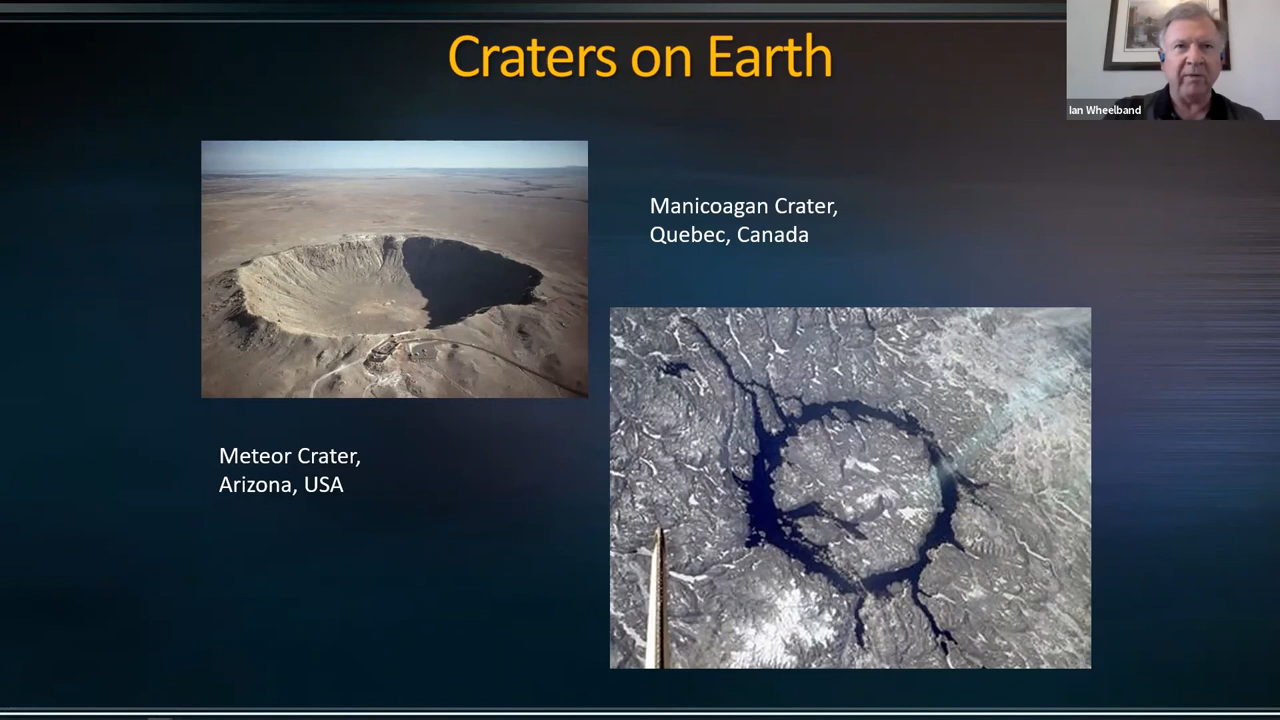 Craters on Earth
Ian Wheelband
Manicoagan Crater,
Quebec, Canada
Meteor Crater,
Arizona, USA